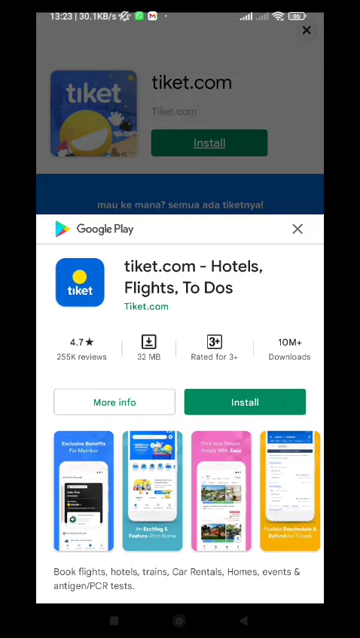 13:23 | 30.1KB/s
tiket
tiket.com
Tiket.com
Install
mau ke mana? semua ada tiketnya!
Google Play
tiket
tiket.com - Hotels,
Flights, To Dos
Tiket.com
4.7★
255K reviews
32 MB
3+
Rated for 3+
10M+
Downloads
More info
Install
Exclusive Benefits
For Member
An Exciting &
Feature-Rich Home
Find Your Dream
Hotels With Ease
Flexible Reschedule &
Refund for Tickets
Book flights, hotels, trains, Car Rentals, Homes, events &
antigen/PCR tests.